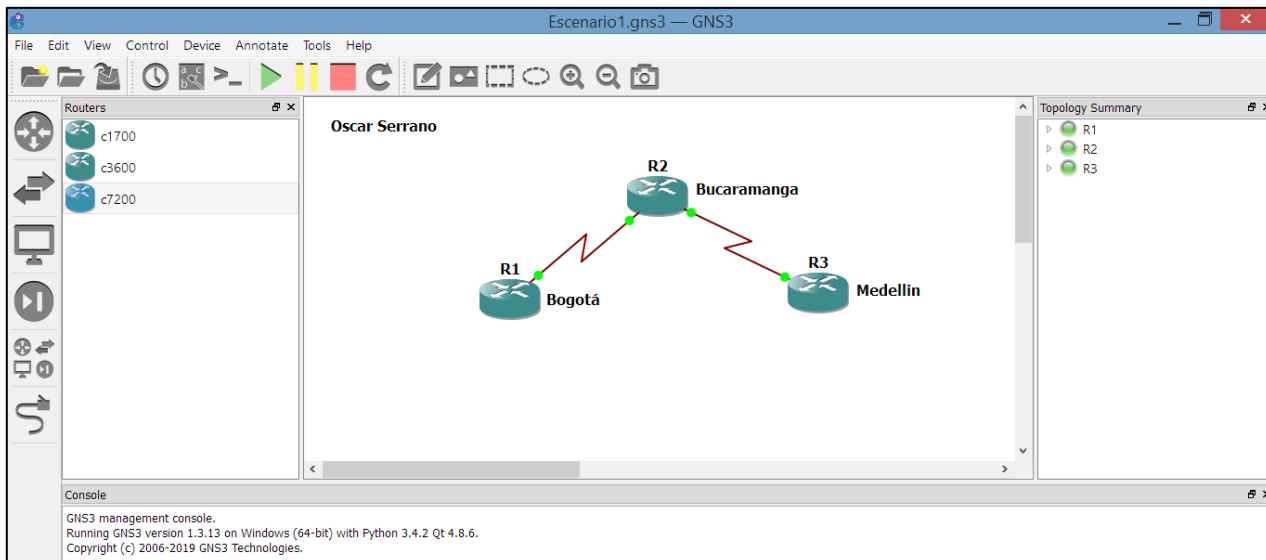 Escenario1.gns3 — GNS3
File Edit View Control Device Annotate Tools Help
Routers
c1700
c3600
c7200
Oscar Serrano
R2
Bucaramanga
R1
Bogotá
R3
Medellin
Topology Summary
R1
R2
R3
Console
GNS3 management console.
Running GNS3 version 1.3.13 on Windows (64-bit) with Python 3.4.2 Qt 4.8.6.
Copyright (c) 2006-2019 GNS3 Technologies.